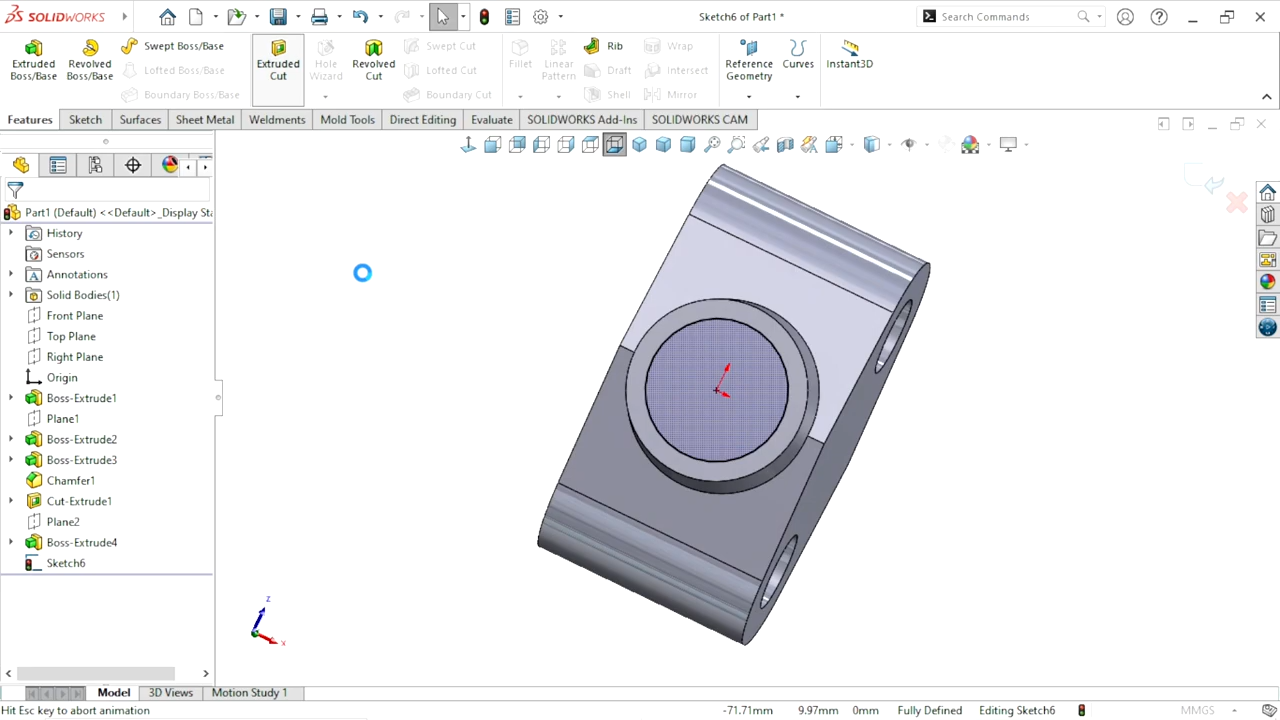 SOLIDWORKS
Sketch6 of Part1 *
Search Commands
Extruded Boss/Base
Revolved Boss/Base
Swept Boss/Base
Lofted Boss/Base
Boundary Boss/Base
Extruded Cut
Hole Wizard
Revolved Cut
Swept Cut
Lofted Cut
Boundary Cut
Fillet
Linear Pattern
Rib
Draft
Shell
Wrap
Intersect
Mirror
Reference Geometry
Curves
Instant3D
Features
Sketch
Surfaces
Sheet Metal
Weldments
Mold Tools
Direct Editing
Evaluate
SOLIDWORKS Add-Ins
SOLIDWORKS CAM
Part1 (Default) <<Default>_Display Sta
History
Sensors
Annotations
Solid Bodies(1)
Front Plane
Top Plane
Right Plane
Origin
Boss-Extrude1
Plane1
Boss-Extrude2
Boss-Extrude3
Chamfer1
Cut-Extrude1
Plane2
Boss-Extrude4
Sketch6
z
x
Model
3D Views
Motion Study 1
Hit Esc key to abort animation
-71.71mm
9.97mm
0mm
Fully Defined
Editing Sketch6
MMGS